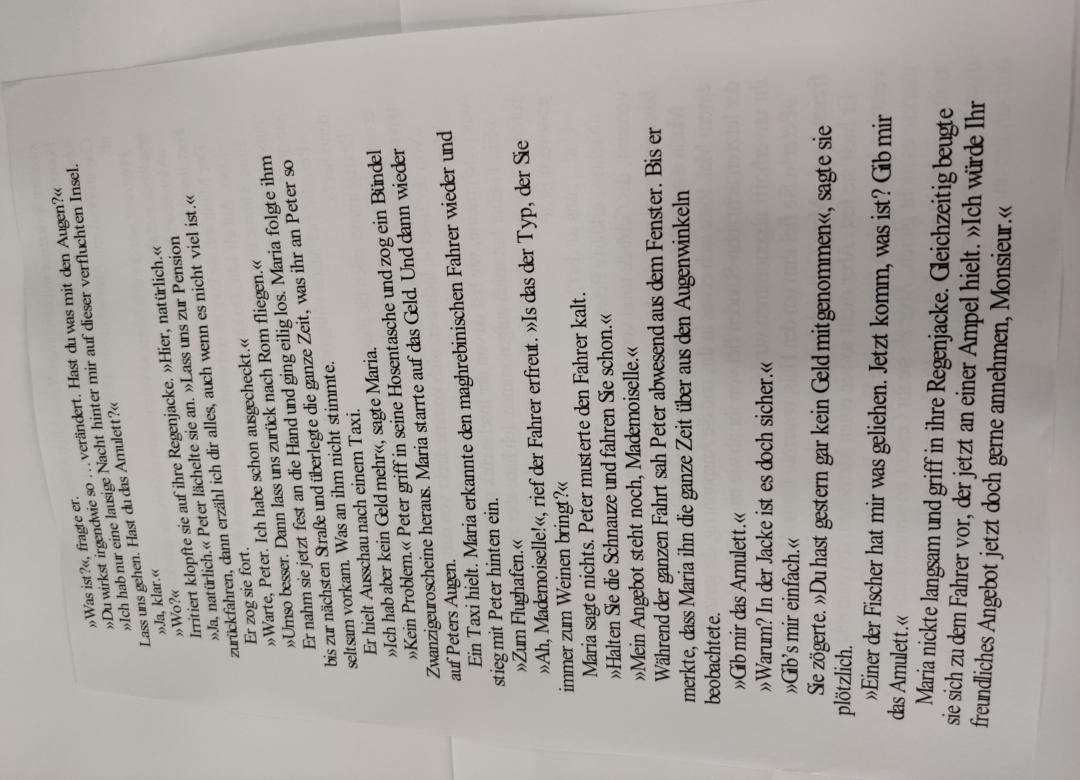 »Was ist?«, fragte er.
»Du wirkst irgendwie so … verändert. Hast du was mit den Augen?«
»Ich hab nur eine lausige Nacht hinter mir auf dieser verfluchten Insel.
Lass uns gehen. Hast du das Amulett?«
»Ja, klar.«
»Wo?«
Irritiert klopfte sie auf ihre Regenjacke. »Hier, natürlich.«
»Ja, natürlich.« Peter lächelte sie an. »Lass uns zur Pension
zurückfahren, dann erzähl ich dir alles, auch wenn es nicht viel ist.«
Er zog sie fort.
»Warte, Peter. Ich habe schon ausgecheckt.«
»Umso besser. Dann lass uns zurück nach Rom fliegen.«
Er nahm sie jetzt fest an die Hand und ging eilig los. Maria folgte ihm
bis zur nächsten Straße und überlegte die ganze Zeit, was ihr an Peter so
seltsam vorkam. Was an ihm nicht stimmte.
Er hielt Ausschau nach einem Taxi.
»Ich hab aber kein Geld mehr«, sagte Maria.
»Kein Problem.« Peter griff in seine Hosentasche und zog ein Bündel
Zwanzigeuroscheine heraus. Maria starrte auf das Geld. Und dann wieder
auf Peters Augen.
Ein Taxi hielt. Maria erkannte den maghrebinischen Fahrer wieder und
stieg mit Peter hinten ein.
»Zum Flughafen.«
»Ah, Mademoiselle!«, rief der Fahrer erfreut. »Is das der Typ, der Sie
immer zum Weinen bringt?«
Maria sagte nichts. Peter musterte den Fahrer kalt.
»Halten Sie die Schnauze und fahren Sie schon.«
»Mein Angebot steht noch, Mademoiselle.«
Während der ganzen Fahrt sah Peter abwesend aus dem Fenster. Bis er
merkte, dass Maria ihn die ganze Zeit über aus den Augenwinkeln
beobachtete.
»Gib mir das Amulett.«
»Warum? In der Jacke ist es doch sicher.«
»Gib's mir einfach.«
Sie zögerte. »Du hast gestern gar kein Geld mitgenommen«, sagte sie
plötzlich.
»Einer der Fischer hat mir was geliehen. Jetzt komm, was ist? Gib mir
das Amulett.«
Maria nickte langsam und griff in ihre Regenjacke. Gleichzeitig beugte
sie sich zu dem Fahrer vor, der jetzt an einer Ampel hielt. »Ich würde Ihr
freundliches Angebot jetzt doch gerne annehmen, Monsieur.«